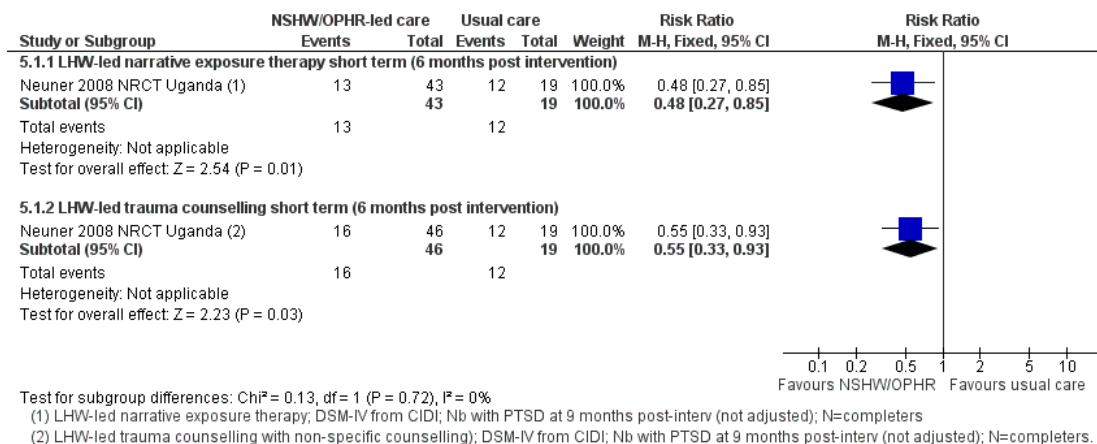 NSHW/OPHR-led care Usual care Risk Ratio Risk Ratio
Study or Subgroup Events Total Events Total Weight M-H, Fixed, 95% CI M-H, Fixed, 95% CI
5.1.1 LHW-led narrative exposure therapy short term (6 months post intervention)
Neuner 2008 NRCT Uganda (1) 13 43 12 19 100.0% 0.48 [0.27, 0.85]
Subtotal (95% CI) 43 19 100.0% 0.48 [0.27, 0.85]
Total events 13 12
Heterogeneity: Not applicable
Test for overall effect: Z = 2.54 (P = 0.01)
5.1.2 LHW-led trauma counselling short term (6 months post intervention)
Neuner 2008 NRCT Uganda (2) 16 46 12 19 100.0% 0.55 [0.33, 0.93]
Subtotal (95% CI) 46 19 100.0% 0.55 [0.33, 0.93]
Total events 16 12
Heterogeneity: Not applicable
Test for overall effect: Z = 2.23 (P = 0.03)
0.1 0.2 0.5 1 2 5 10
Favours NSHW/OPHR Favours usual care
Test for subgroup differences: Chi² = 0.13, df = 1 (P = 0.72), I² = 0%
(1) LHW-led narrative exposure therapy; DSM-IV from CIDI; Nb with PTSD at 9 months post-interv (not adjusted); N=completers
(2) LHW-led trauma counselling with non-specific counselling); DSM-IV from CIDI; Nb with PTSD at 9 months post-interv (not adjusted); N=completers.